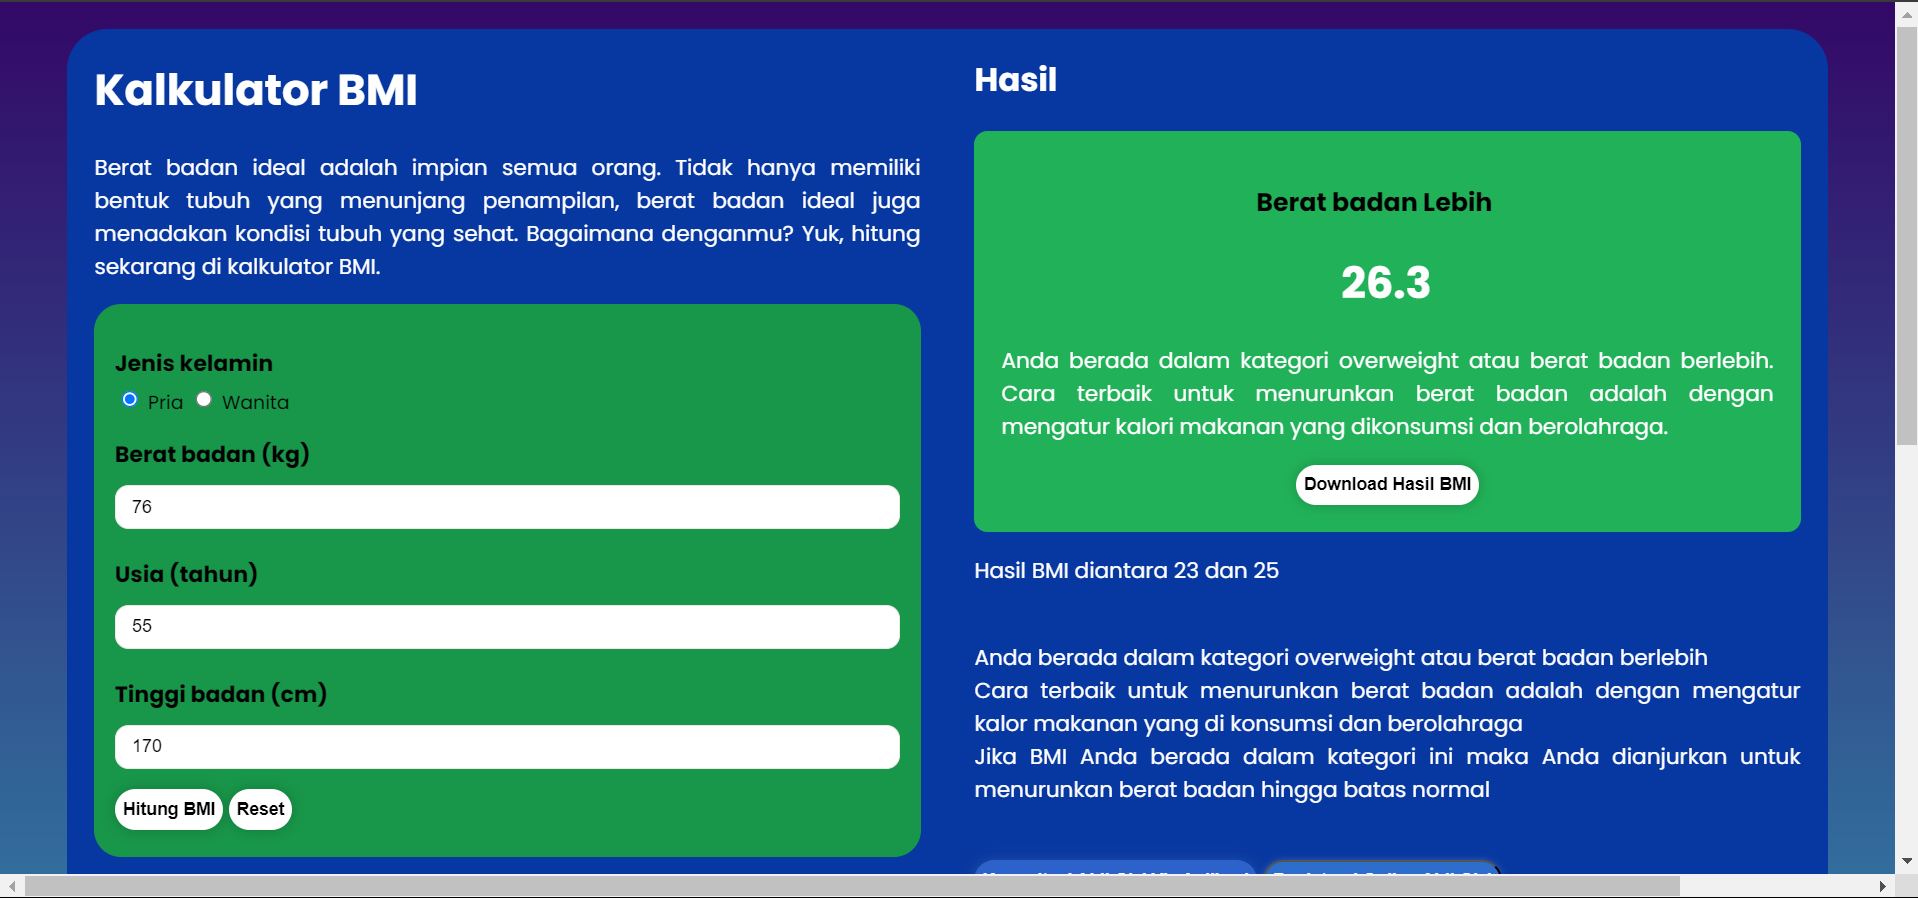 Kalkulator BMI
Berat badan ideal adalah impian semua orang. Tidak hanya memiliki
bentuk tubuh yang menunjang penampilan, berat badan ideal juga
menadakan kondisi tubuh yang sehat. Bagaimana denganmu? Yuk, hitung
sekarang di kalkulator BMI.
Jenis kelamin
Pria Wanita
Berat badan (kg)
76
Usia (tahun)
55
Tinggi badan (cm)
170
Hitung BMI Reset
Hasil
Berat badan Lebih
26.3
Anda berada dalam kategori overweight atau berat badan berlebih.
Cara terbaik untuk menurunkan berat badan adalah dengan
mengatur kalori makanan yang dikonsumsi dan berolahraga.
Download Hasil BMI
Hasil BMI diantara 23 dan 25
Anda berada dalam kategori overweight atau berat badan berlebih
Cara terbaik untuk menurunkan berat badan adalah dengan mengatur
kalor makanan yang di konsumsi dan berolahraga
Jika BMI Anda berada dalam kategori ini maka Anda dianjurkan untuk
menurunkan berat badan hingga batas normal